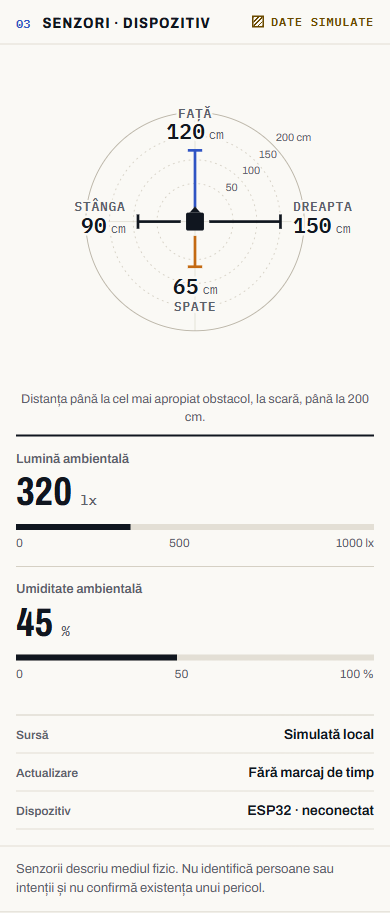 03 SENZORI · DISPOZITIV DATE SIMULATE
FAȚĂ
120 cm
200 cm
150
100
50
STÂNGA
90 cm
DREAPTA
150 cm
65 cm
SPATE
Distanța până la cel mai apropiat obstacol, la scară, până la 200
cm.
Lumină ambientală
320 lx
0 500 1000 lx
Umiditate ambientală
45 %
0 50 100 %
Sursă Simulată local
Actualizare Fără marcaj de timp
Dispozitiv ESP32 · neconectat
Senzorii descriu mediul fizic. Nu identifică persoane sau
intenții și nu confirmă existența unui pericol.